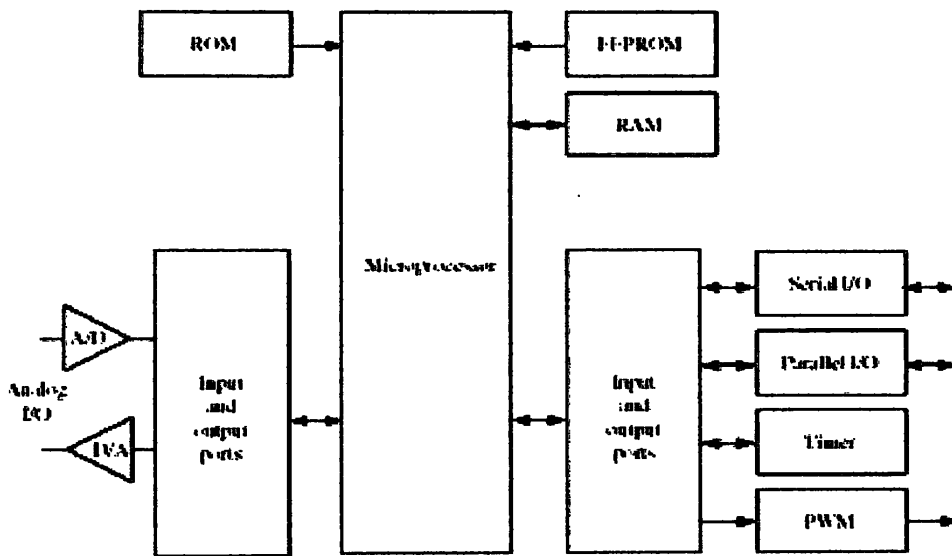 ROM
EEPROM
RAM
Microprocessor
Serial I/O
A/D
Parallel I/O
Analog
I/O
Input
and
output
ports
Input
and
output
ports
D/A
Timer
PWM